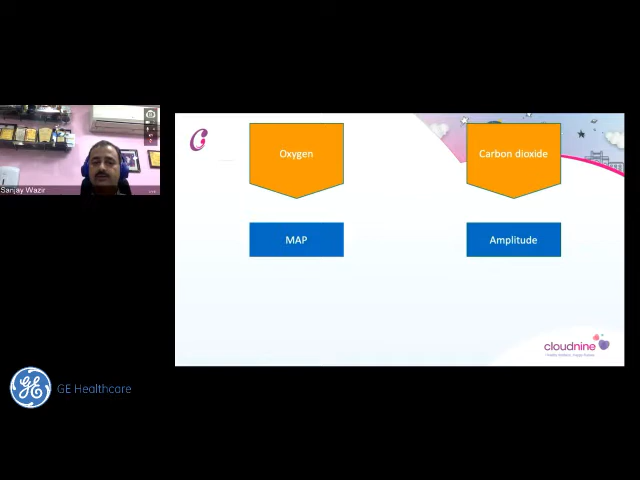 Oxygen
Carbon dioxide
MAP
Amplitude
Sanjay Wazir
cloudnine
GE Healthcare